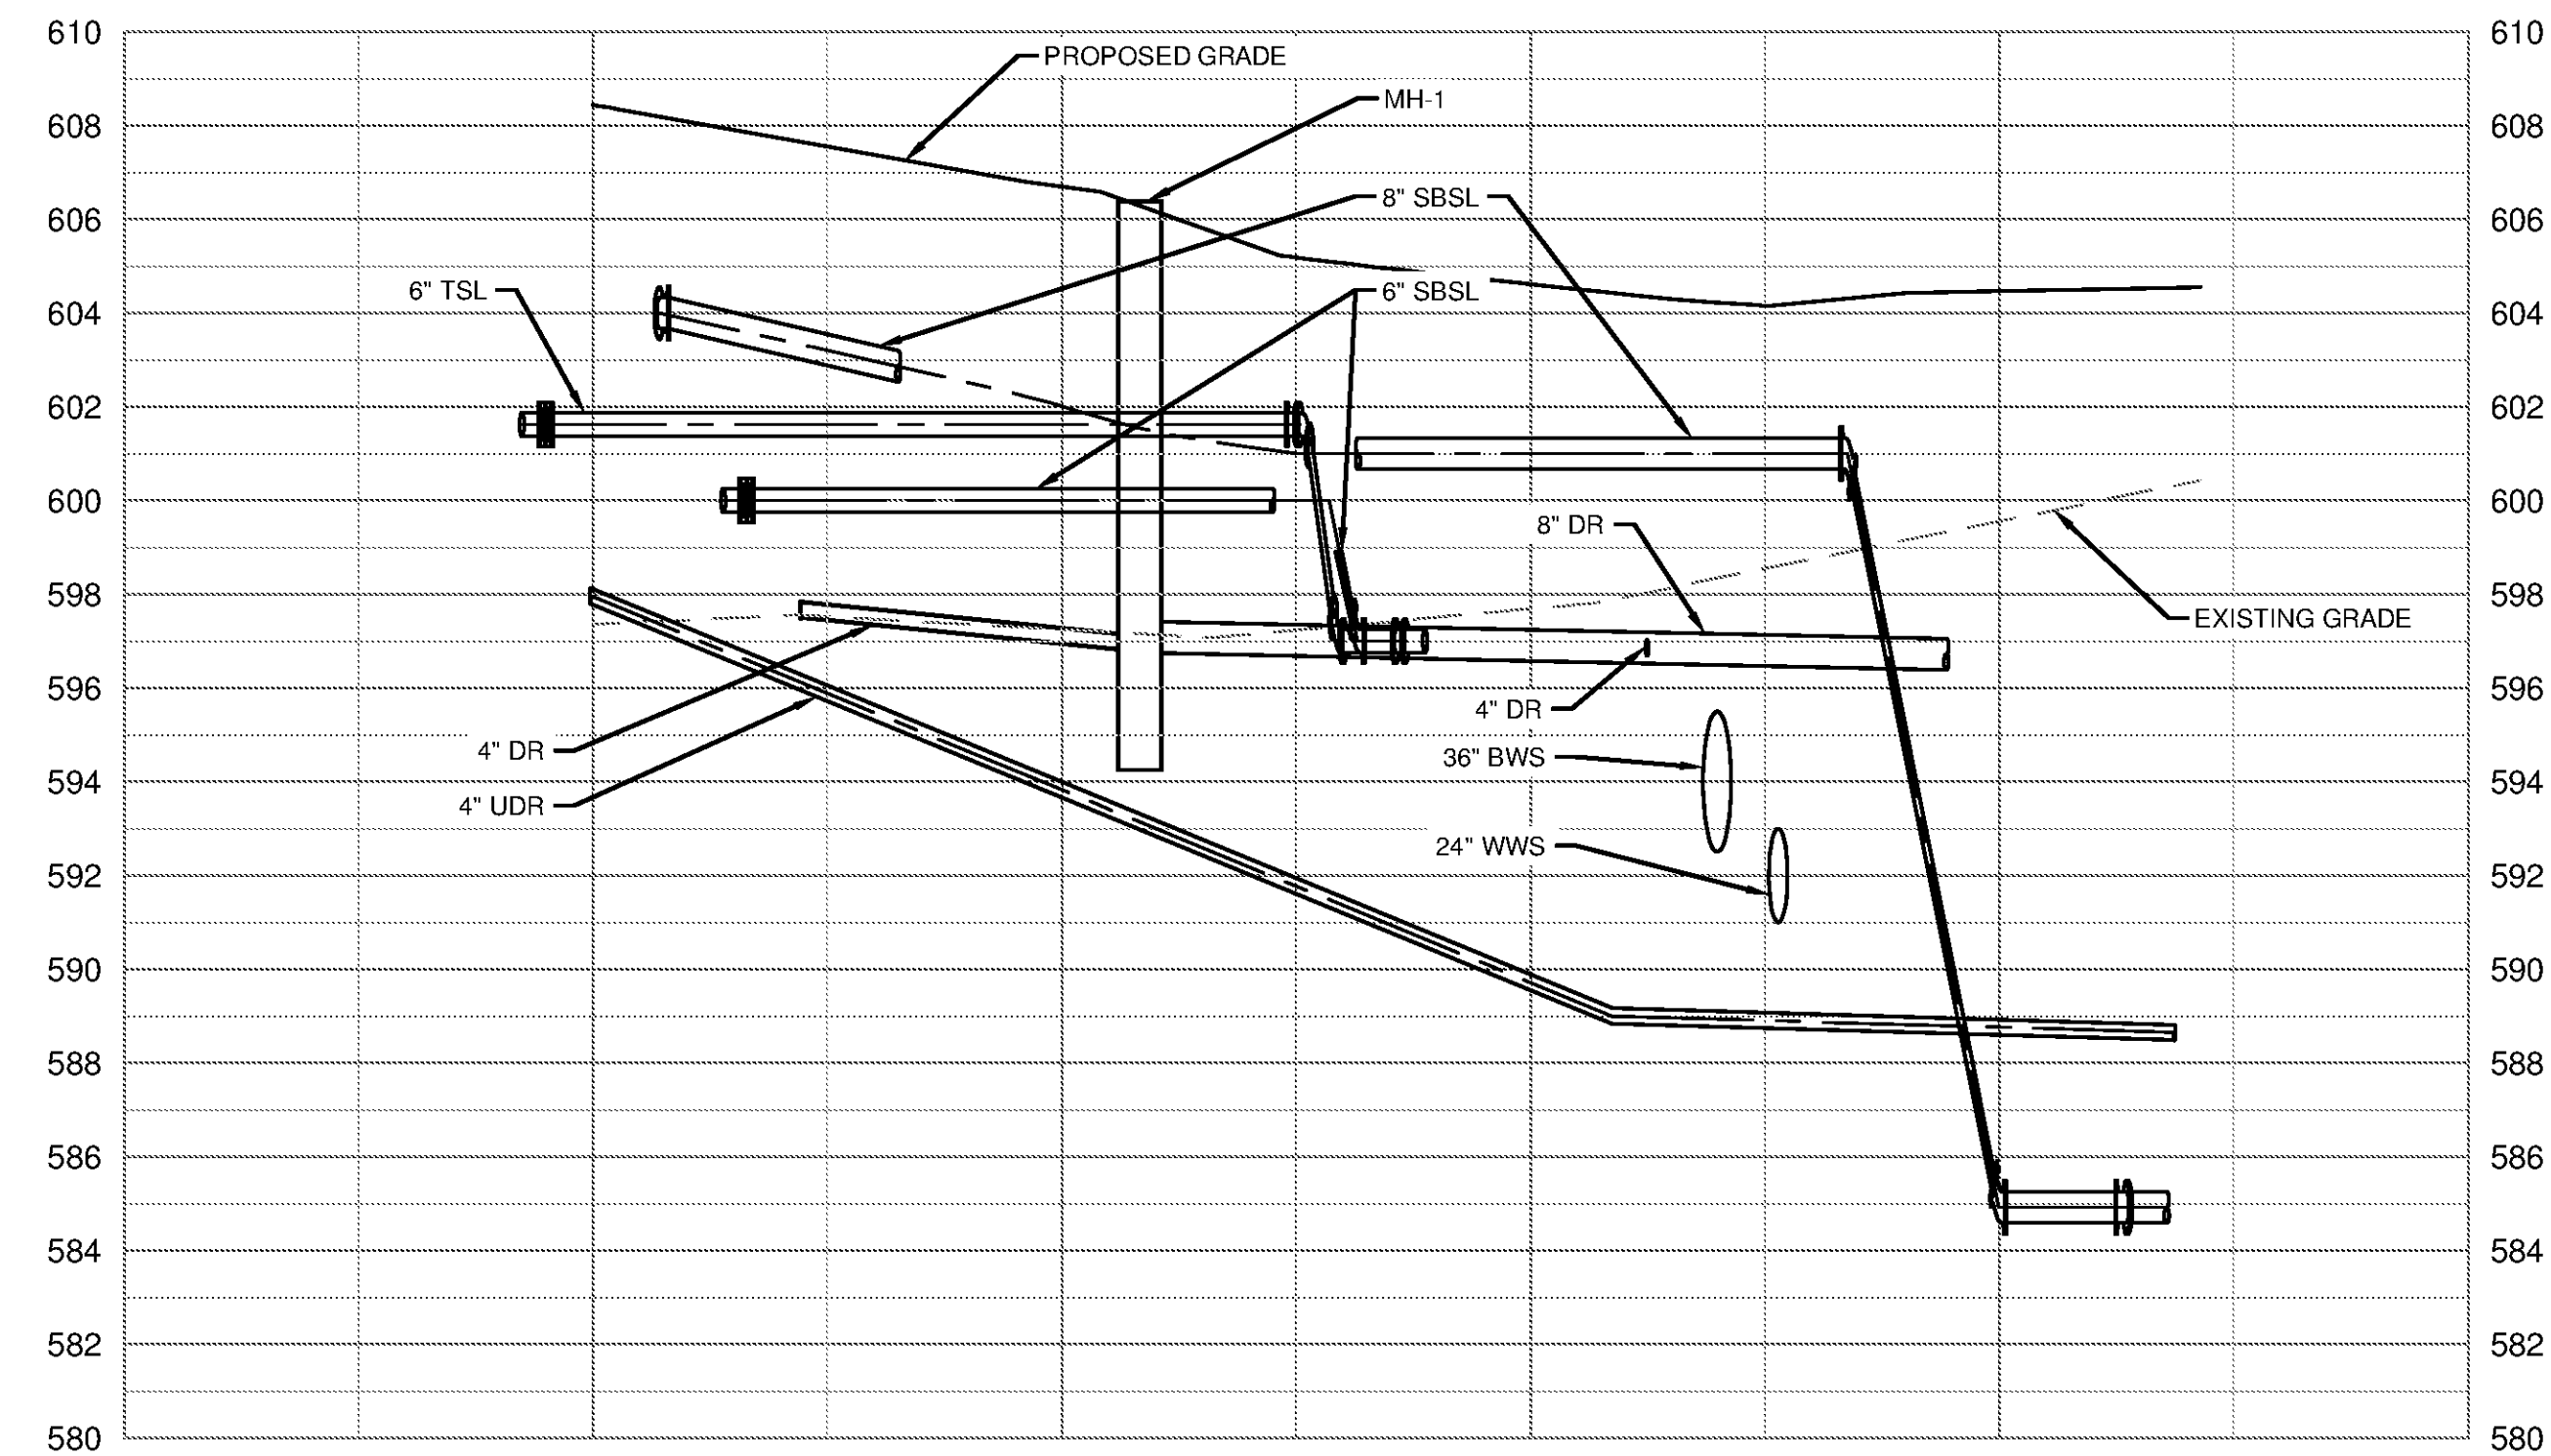 610
610
PROPOSED GRADE
MH-1
608
608
8" SBSL
606
606
6" TSL
6" SBSL
604
604
602
602
600
600
8" DR
598
598
EXISTING GRADE
596
596
4" DR
4" DR
36" BWS
594
594
4" UDR
24" WWS
592
592
590
590
588
588
586
586
584
584
582
582
580
580